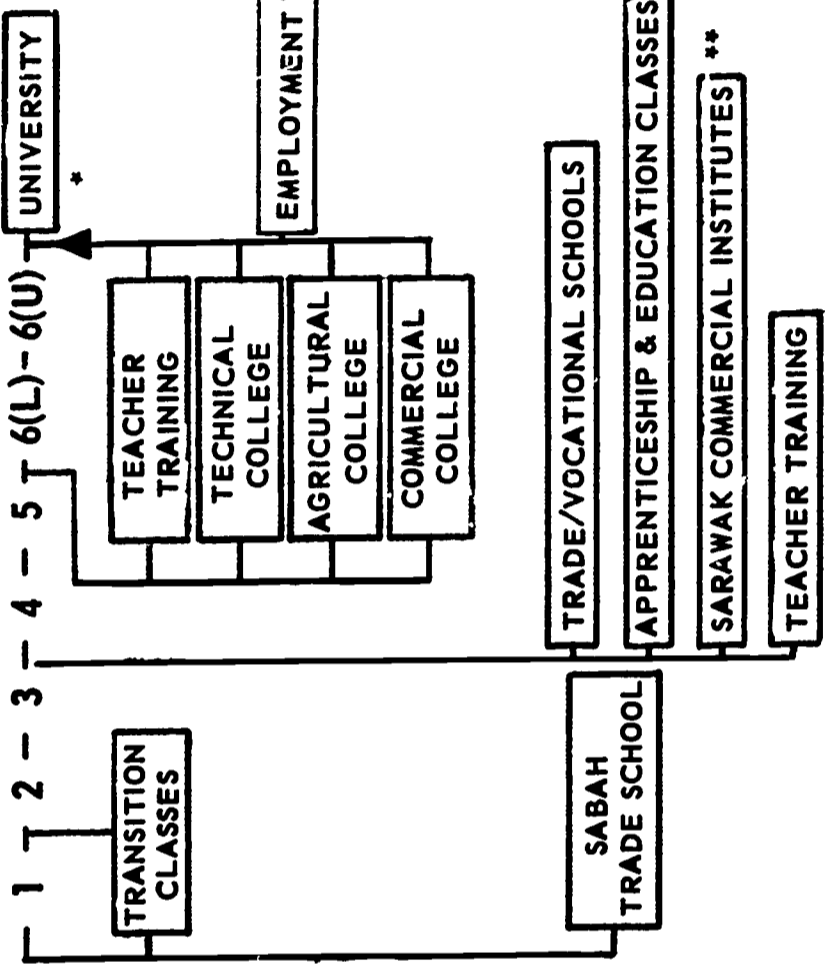 1 – 2 – 3 – 4 – 5 6(L) – 6(U)
UNIVERSITY
*
TRANSITION
CLASSES
TEACHER
TRAINING
TECHNICAL
COLLEGE
AGRICULTURAL
COLLEGE
COMMERCIAL
COLLEGE
EMPLOYMENT
SABAH
TRADE SCHOOL
TRADE/VOCATIONAL SCHOOLS
APPRENTICESHIP & EDUCATION CLASSES
SARAWAK COMMERCIAL INSTITUTES **
TEACHER TRAINING